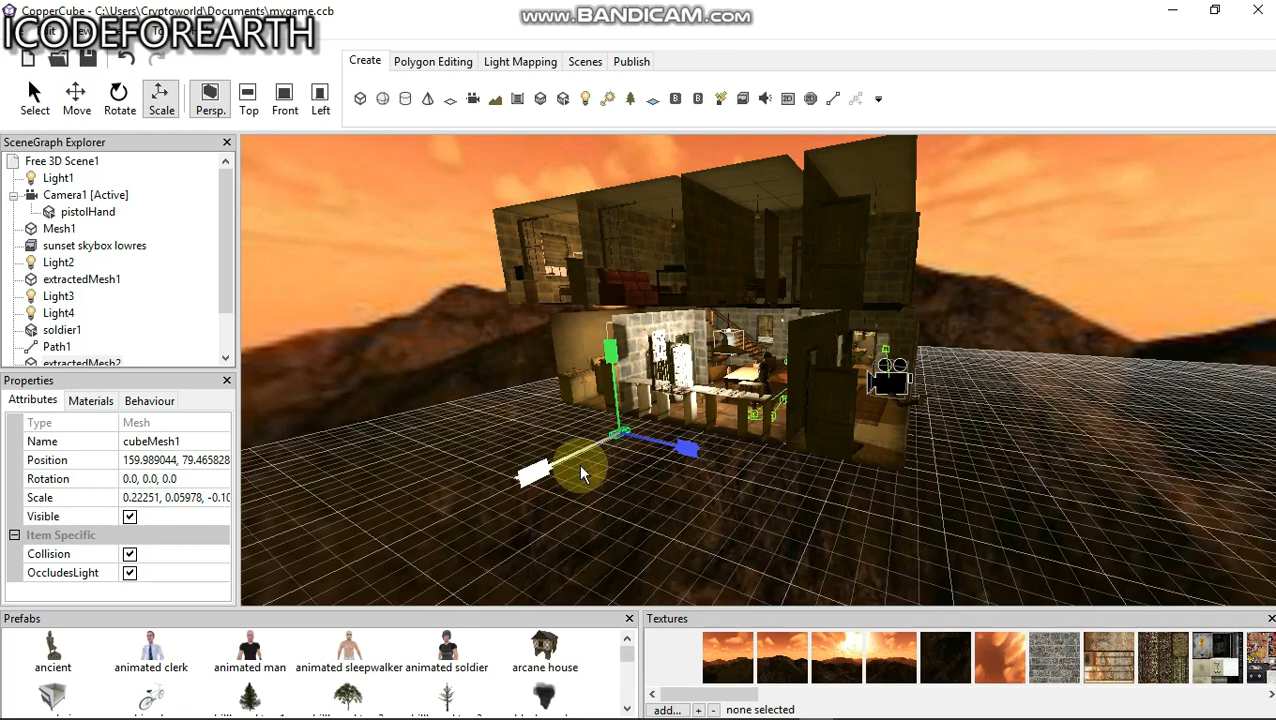 CopperCube - C:\Users\Cryptoworld\Documents\mygame.ccb
www.BANDICAM.com
ICODEFOREARTH
Create
Polygon Editing
Light Mapping
Scenes
Publish
Select
Move
Rotate
Scale
Persp.
Top
Front
Left
SceneGraph Explorer
Free 3D Scene1
Light1
Camera1 [Active]
pistolHand
Mesh1
sunset skybox lowres
Light2
extractedMesh1
Light3
Light4
soldier1
Path1
extractedMesh2
Properties
Attributes
Materials
Behaviour
Type Mesh
Name cubeMesh1
Position 159.989044, 79.465828
Rotation 0.0, 0.0, 0.0
Scale 0.22251, 0.05978, -0.10
Visible
Item Specific
Collision
OccludesLight
Prefabs
ancient
animated clerk
animated man
animated sleepwalker
animated soldier
arcane house
Textures
add...
+
-
none selected